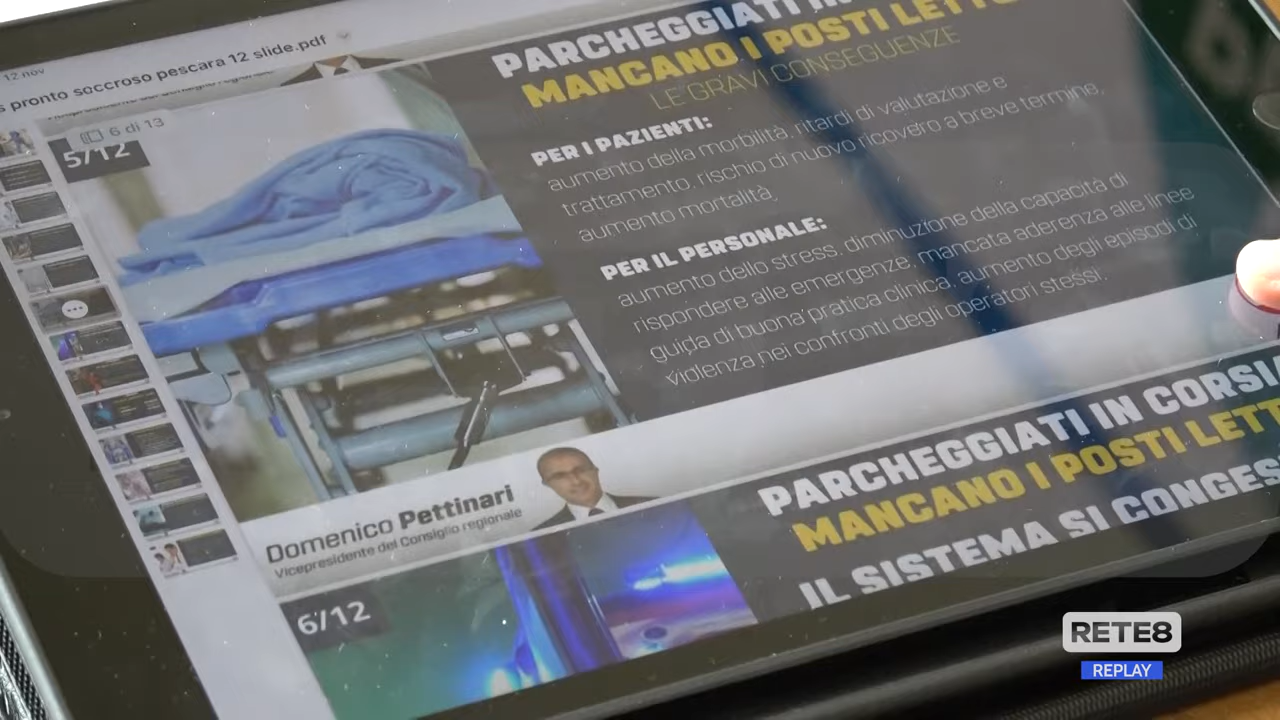 12 nov
pronto soccroso pescara 12 slide.pdf
6 di 13
5/12
PARCHEGGIATI IN
MANCANO I POSTI LETTO
LE GRAVI CONSEGUENZE
PER I PAZIENTI:
aumento della morbilità, ritardi di valutazione e
trattamento, rischio di nuovo ricovero a breve termine,
aumento mortalità,
PER IL PERSONALE:
aumento dello stress, diminuzione della capacità di
rispondere alle emergenze, mancata aderenza alle linee
guida di buona pratica clinica, aumento degli episodi di
violenza nei confronti degli operatori stessi.
Domenico Pettinari
Vicepresidente del Consiglio regionale
6/12
PARCHEGGIATI IN CORSIA
MANCANO I POSTI LETT
IL SISTEMA SI CONGES
RETE8
REPLAY